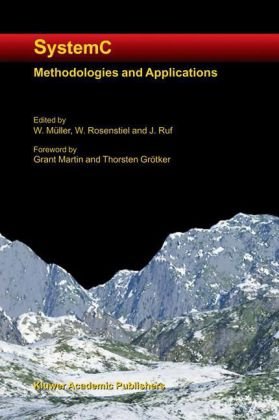 SystemC
Methodologies and Applications
Edited by
W. Müller, W. Rosenstiel and J. Ruf
Foreword by
Grant Martin and Thorsten Grötker
Kluwer Academic Publishers